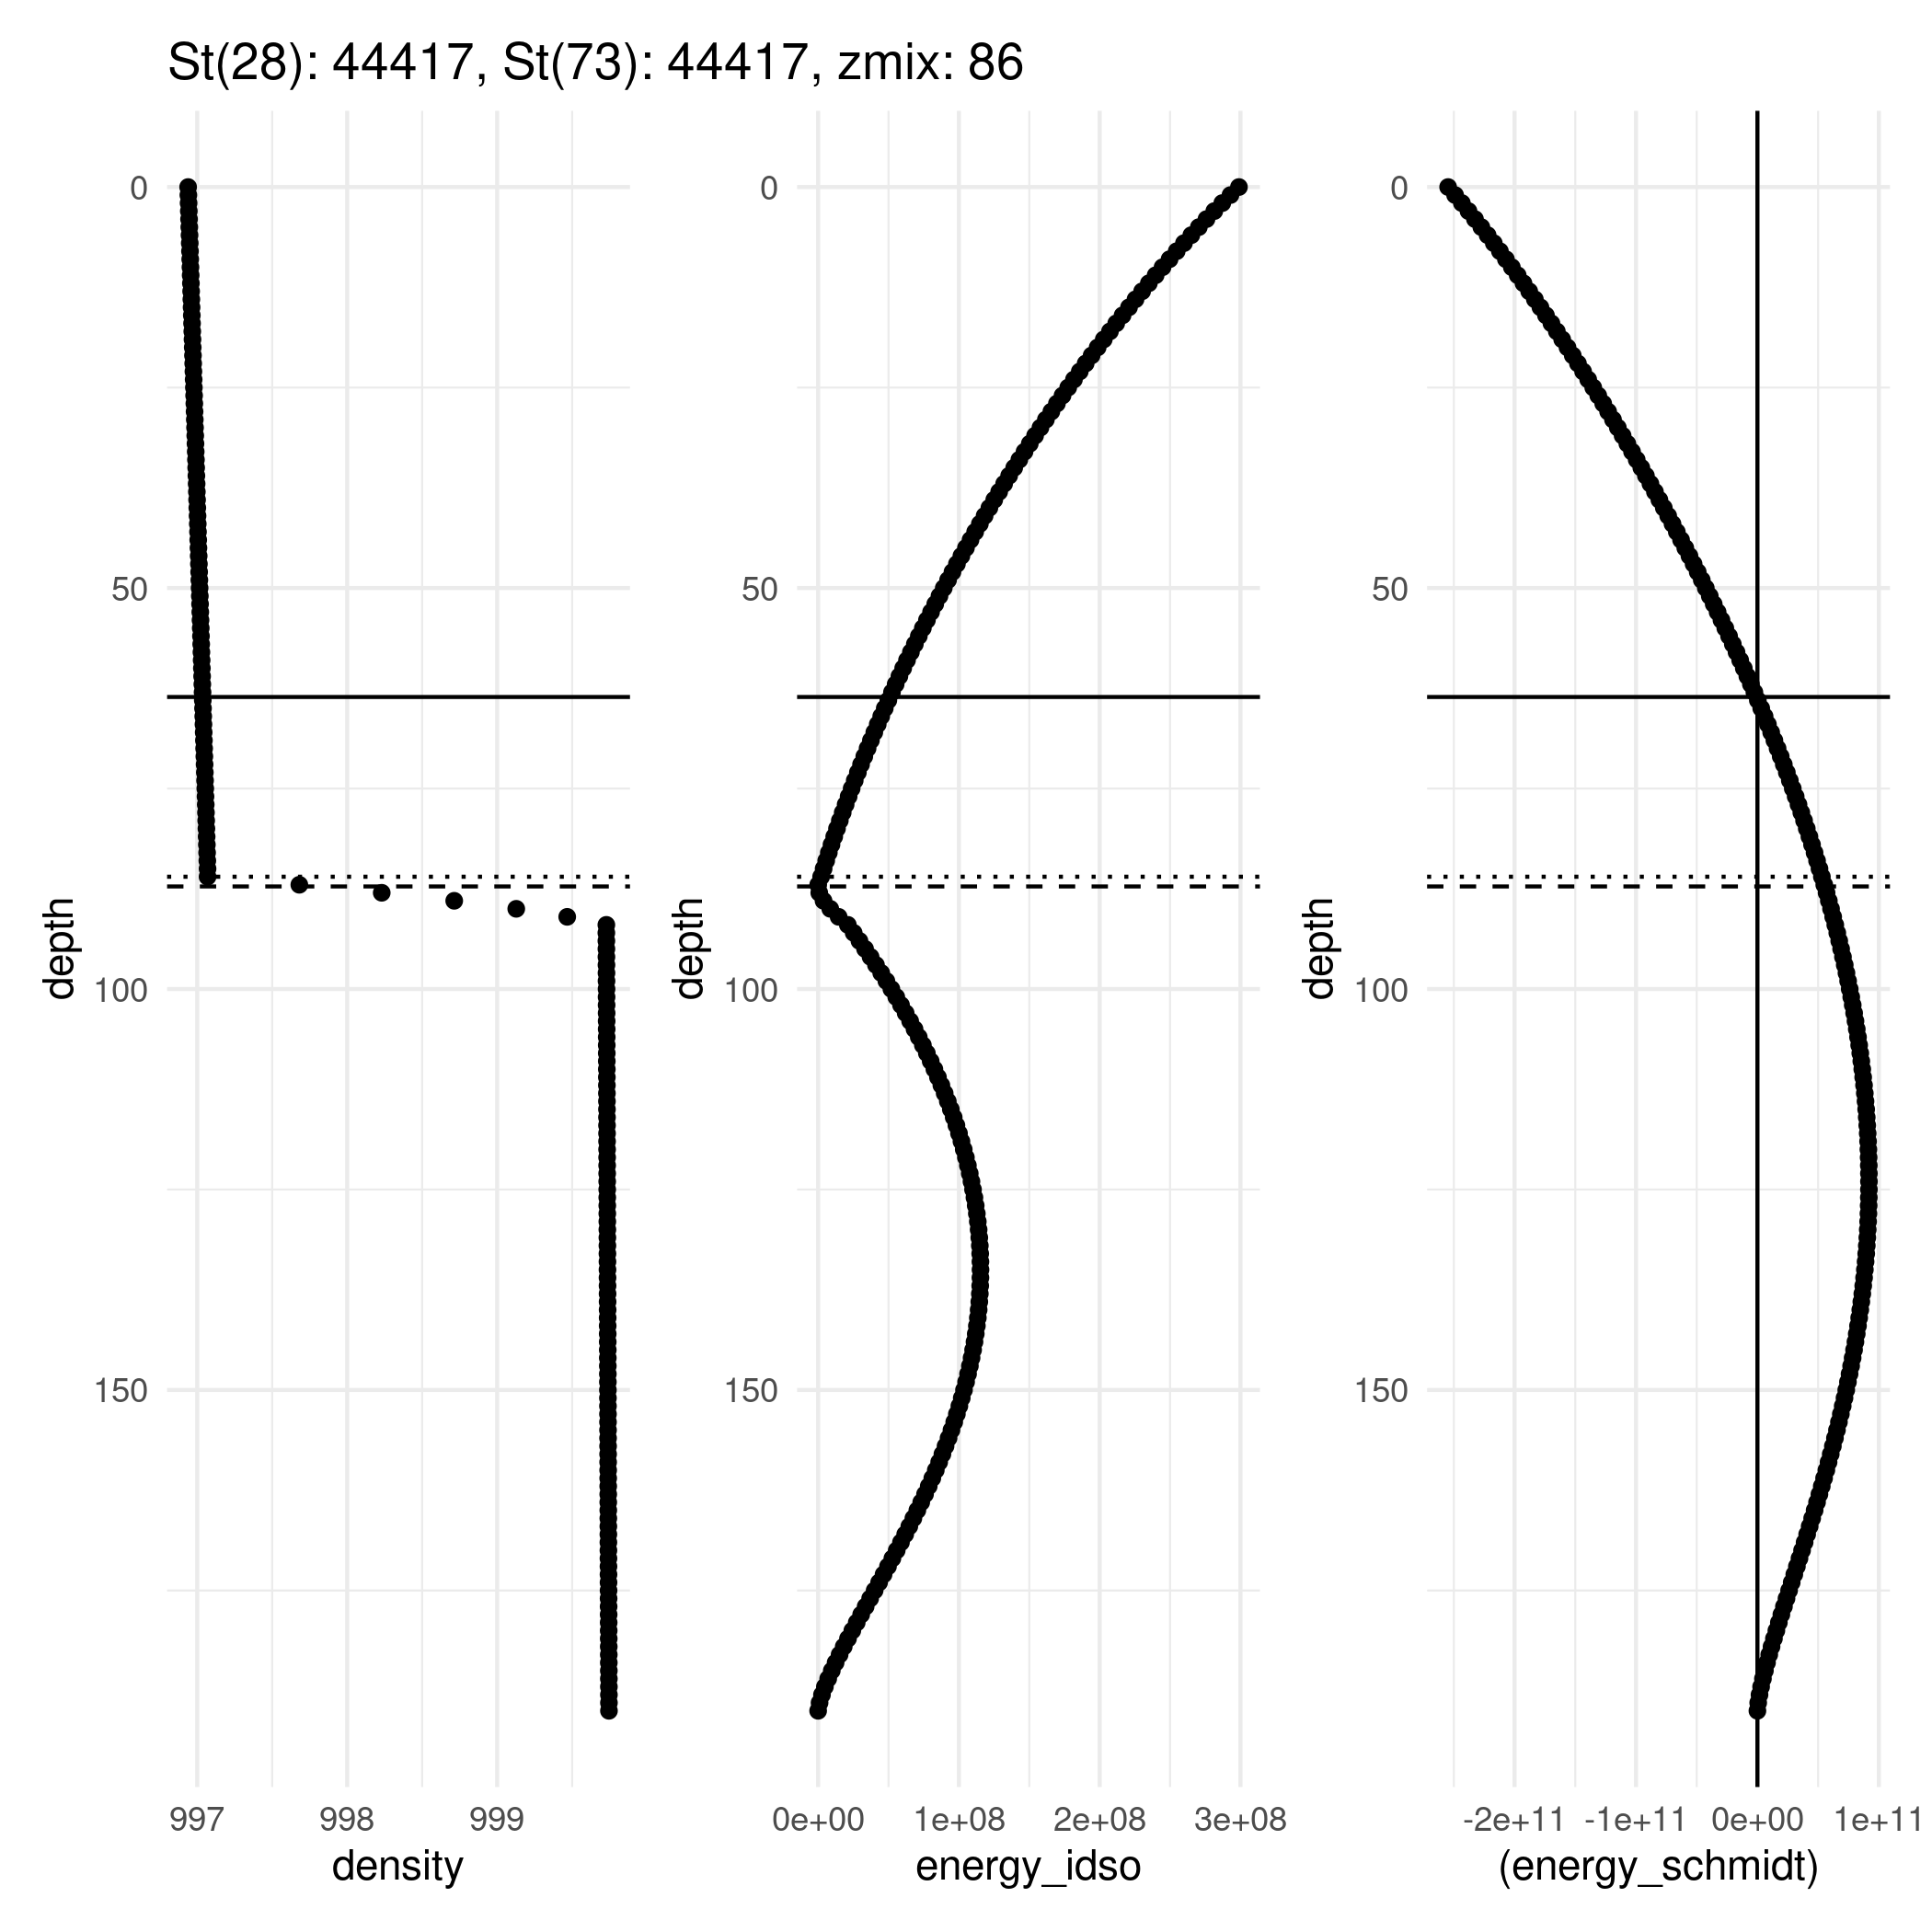 St(28): 44417, St(73): 44417, zmix: 86
0
50
100
150
depth
997 998 999
density
0
50
100
150
depth
0e+00 1e+08 2e+08 3e+08
energy_idso
0
50
100
150
depth
-2e+11 -1e+11 0e+00 1e+11
(energy_schmidt)